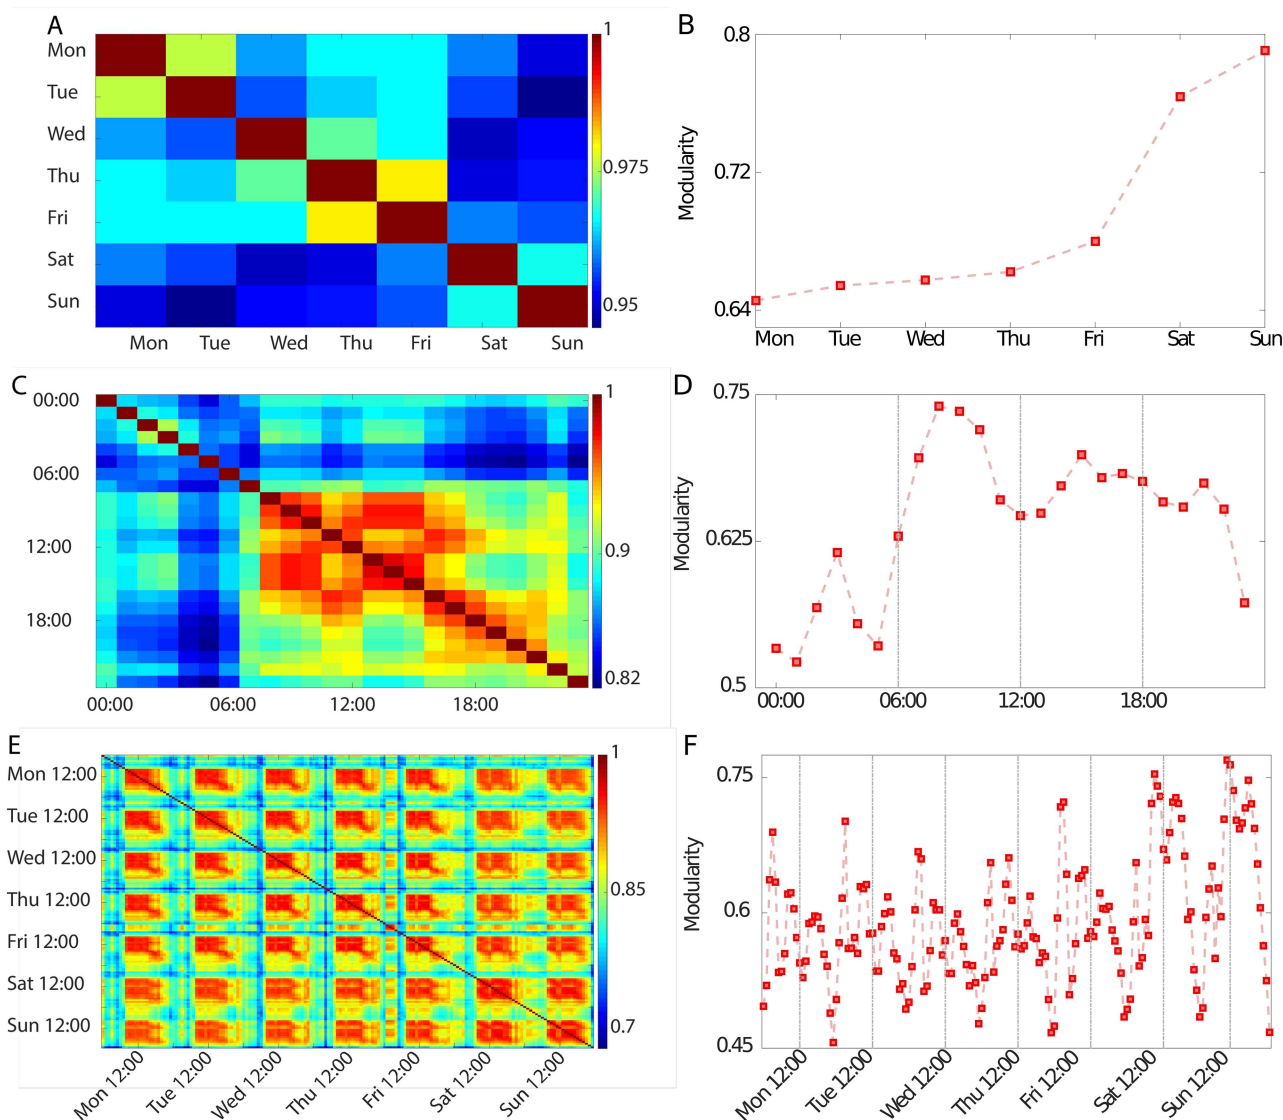 A
Mon
Tue
Wed
Thu
Fri
Sat
Sun
Mon Tue Wed Thu Fri Sat Sun
1
0.975
0.95
B
0.8
0.72
0.64
Modularity
Mon Tue Wed Thu Fri Sat Sun
C
00:00
06:00
12:00
18:00
00:00 06:00 12:00 18:00
1
0.9
0.82
D
0.75
0.625
0.5
Modularity
00:00 06:00 12:00 18:00
E
Mon 12:00
Tue 12:00
Wed 12:00
Thu 12:00
Fri 12:00
Sat 12:00
Sun 12:00
Mon 12:00 Tue 12:00 Wed 12:00 Thu 12:00 Fri 12:00 Sat 12:00 Sun 12:00
1
0.85
0.7
F
0.75
0.6
0.45
Modularity
Mon 12:00 Tue 12:00 Wed 12:00 Thu 12:00 Fri 12:00 Sat 12:00 Sun 12:00